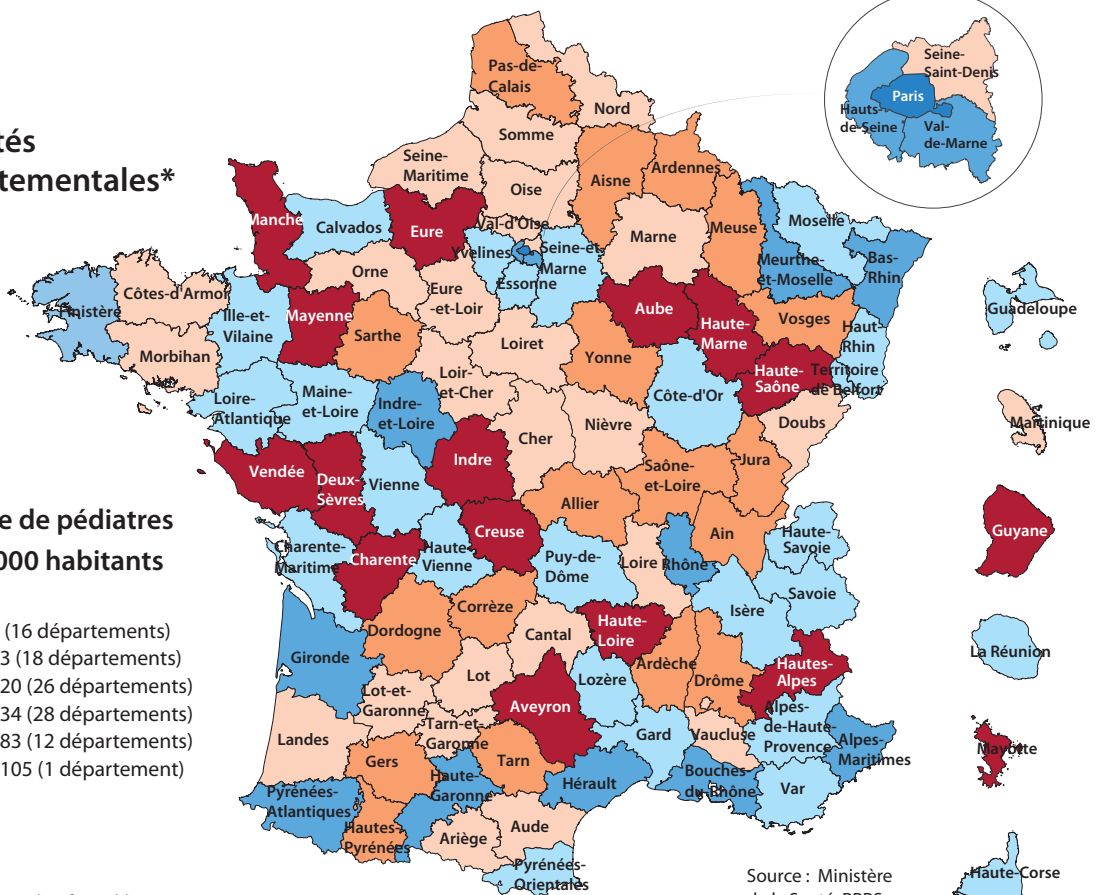 tés
tementales*
e de pédiatres
000 habitants
(16 départements)
3 (18 départements)
20 (26 départements)
34 (28 départements)
83 (12 départements)
105 (1 département)
Pas-de-
Calais
Nord
Somme
Seine-
Maritime
Oise
Aisne
Ardennes
Manche
Calvados
Eure
Val-d'Oise
Yvelines
Seine-et-
Marne
Essonne
Marne
Meuse
Moselle
Meurthe-
et-Moselle
Bas-
Rhin
Finistère
Côtes-d'Armor
Morbihan
Ille-et-
Vilaine
Orne
Mayenne
Sarthe
Eure
-et-Loir
Loiret
Yonne
Aube
Haute-
Marne
Vosges
Haut-
Rhin
Haute-
Saône
Territoire
de Belfort
Loire-
Atlantique
Maine-
et-Loire
Indre-
et-Loire
Loir-
et-Cher
Cher
Nièvre
Côte-d'Or
Doubs
Jura
Vendée
Deux-
Sèvres
Vienne
Indre
Allier
Saône-
et-Loire
Ain
Haute-
Savoie
Charente-
Maritime
Charente
Haute-
Vienne
Creuse
Puy-de-
Dôme
Loire
Rhône
Isère
Savoie
Gironde
Dordogne
Corrèze
Cantal
Haute-
Loire
Ardèche
Drôme
Hautes-
Alpes
Landes
Lot-et-
Garonne
Lot
Tarn-et-
Garonne
Aveyron
Lozère
Gard
Vaucluse
Alpes-
de-Haute-
Provence
Alpes-
Maritimes
Gers
Tarn
Haute-
Garonne
Hérault
Bouches-
du-Rhône
Var
Pyrénées-
Atlantiques
Hautes-
Pyrénées
Ariège
Aude
Pyrénées-
Orientales
Seine-
Saint-Denis
Paris
Hauts-
de-Seine
Val-
de-Marne
Guadeloupe
Martinique
Guyane
La Réunion
Mayotte
Haute-Corse
Source : Ministère